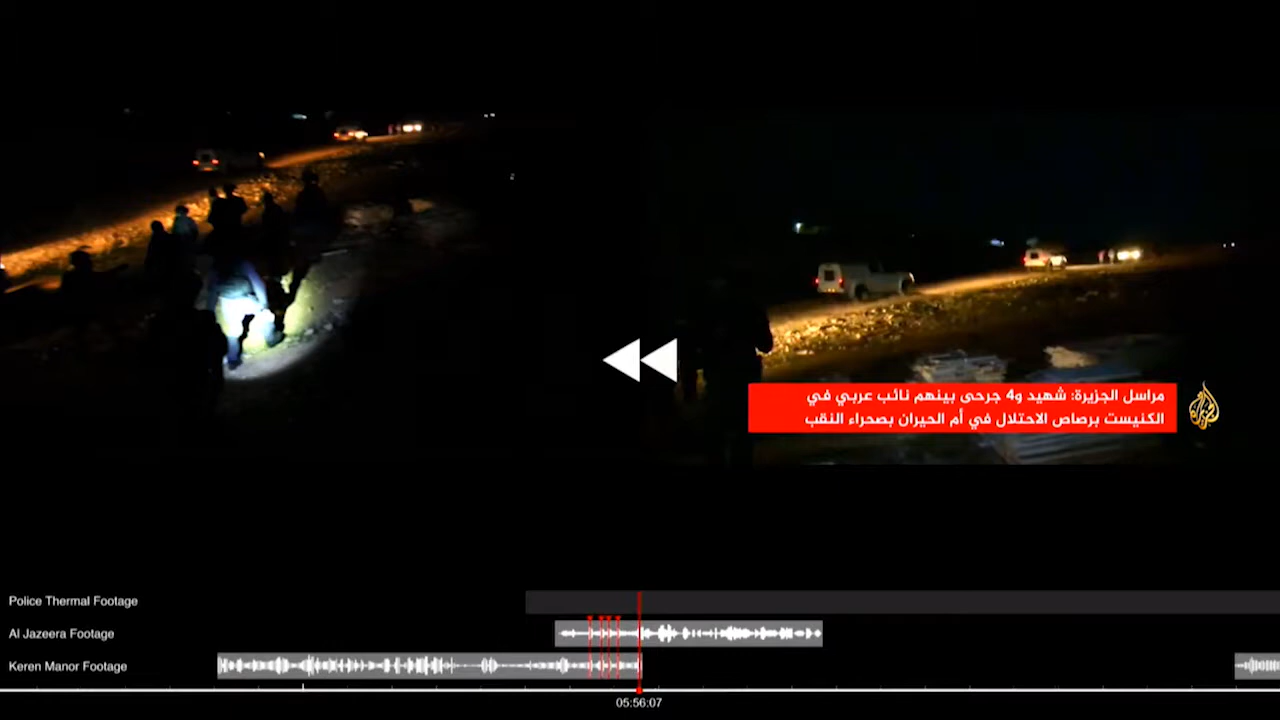 مراسل الجزيرة: شهيد و4 جرحى بينهم نائب عربي في
الكنيست برصاص الاحتلال في أم الحيران بصحراء النقب
الجزيرة
Police Thermal Footage
Al Jazeera Footage
Keren Manor Footage
05:56:07